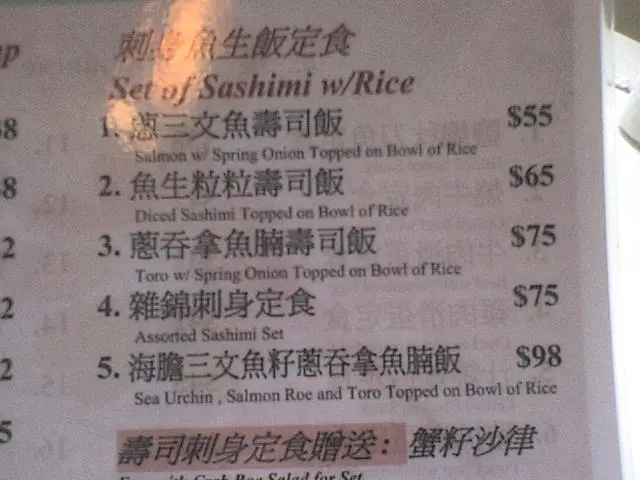 刺身魚生飯定食
Set of Sashimi w/Rice
1. 蔥三文魚壽司飯 $55
Salmon w/ Spring Onion Topped on Bowl of Rice
2. 魚生粒粒壽司飯 $65
Diced Sashimi Topped on Bowl of Rice
3. 蔥吞拿魚腩壽司飯 $75
Toro w/ Spring Onion Topped on Bowl of Rice
4. 雜錦刺身定食 $75
Assorted Sashimi Set
5. 海膽三文魚籽蔥吞拿魚腩飯 $98
Sea Urchin , Salmon Roe and Toro Topped on Bowl of Rice
壽司刺身定食贈送： 蟹籽沙律
Crab Roe Salad for Set